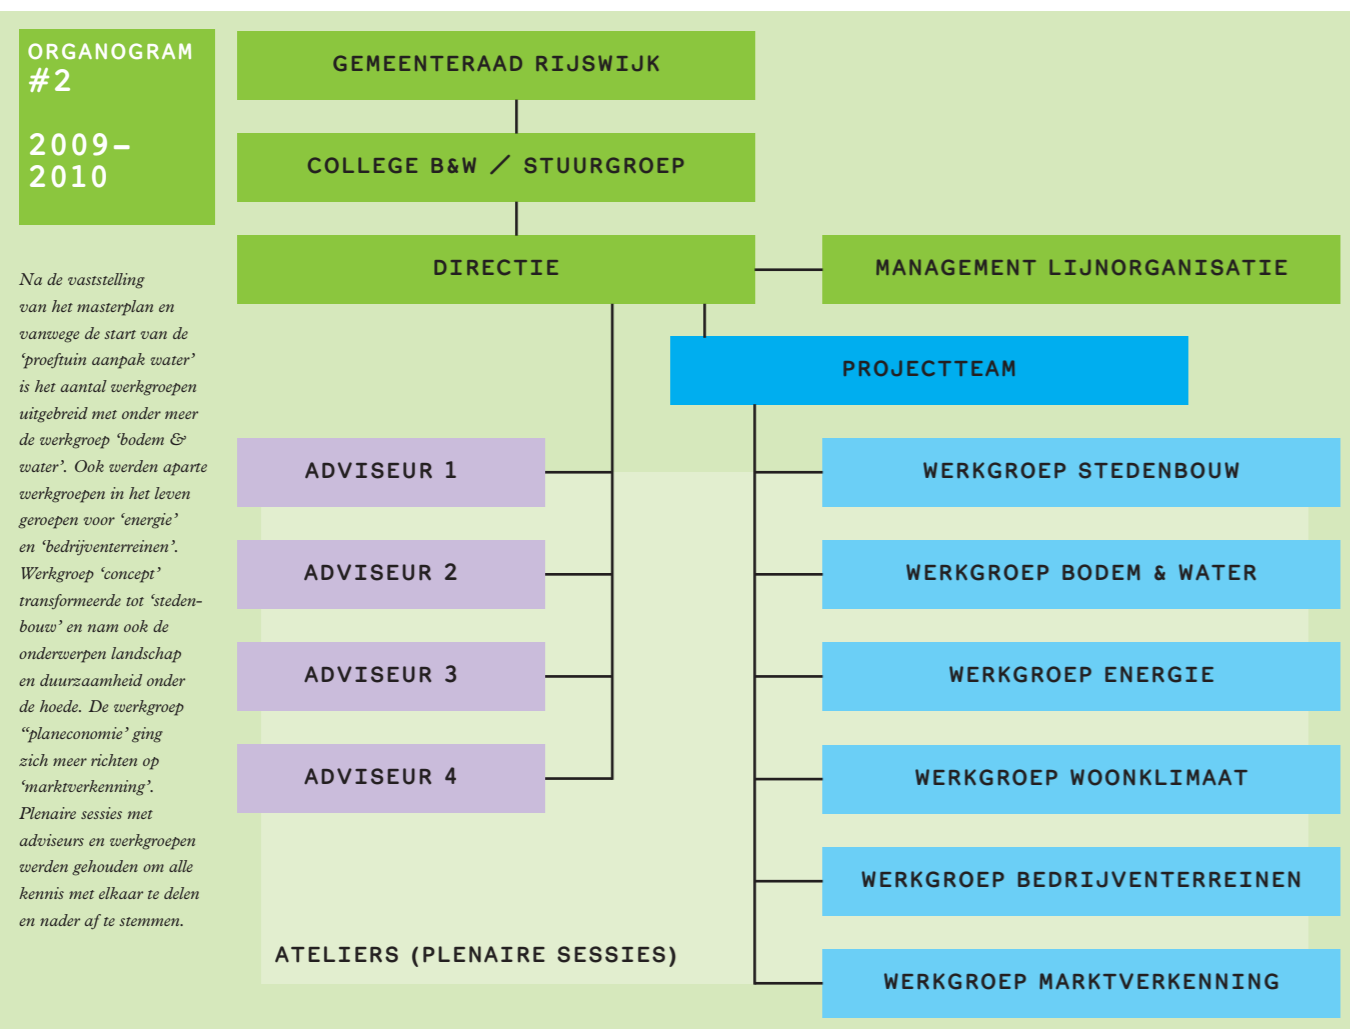 ORGANOGRAM
#2
2009–
2010
Na de vaststelling
van het masterplan en
vanwege de start van de
‘proeftuin aanpak water’
is het aantal werkgroepen
uitgebreid met onder meer
de werkgroep ‘bodem &
water’. Ook werden aparte
werkgroepen in het leven
geroepen voor ‘energie’
en ‘bedrijventerreinen’.
Werkgroep ‘concept’
transformeerde tot ‘steden-
bouw’ en nam ook de
onderwerpen landschap
en duurzaamheid onder
de hoede. De werkgroep
“planeconomie’ ging
zich meer richten op
‘marktverkenning’.
Plenaire sessies met
adviseurs en werkgroepen
werden gehouden om alle
kennis met elkaar te delen
en nader af te stemmen.
GEMEENTERAAD RIJSWIJK
COLLEGE B&W / STUURGROEP
DIRECTIE
MANAGEMENT LIJNORGANISATIE
PROJECTTEAM
ADVISEUR 1
ADVISEUR 2
ADVISEUR 3
ADVISEUR 4
WERKGROEP STEDENBOUW
WERKGROEP BODEM & WATER
WERKGROEP ENERGIE
WERKGROEP WOONKLIMAAT
WERKGROEP BEDRIJVENTERREINEN
WERKGROEP MARKTVERKENNING
ATELIERS (PLENAIRE SESSIES)